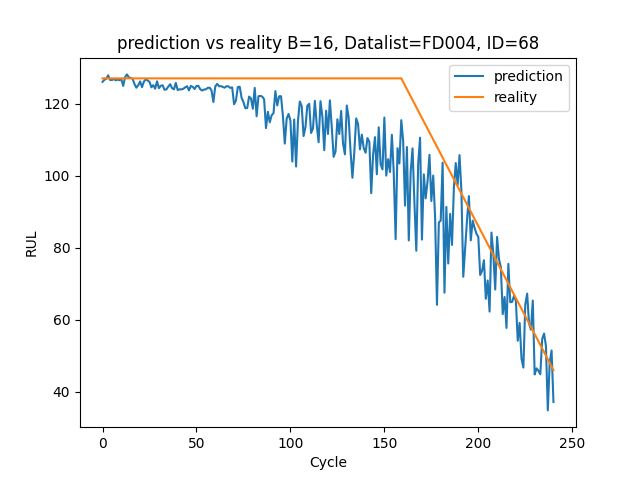 prediction vs reality B=16, Datalist=FD004, ID=68
prediction
reality
120
100
80
60
40
RUL
0
50
100
150
200
250
Cycle